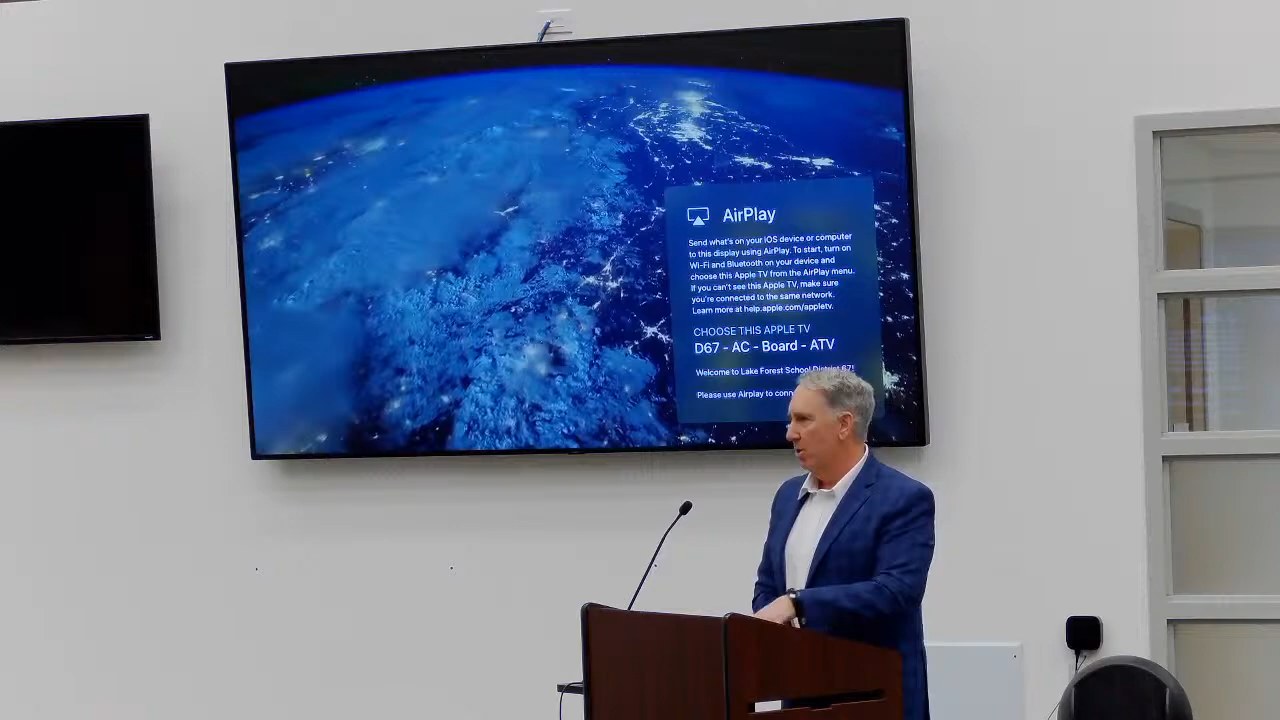 AirPlay
Send what's on your iOS device or computer
to this display using AirPlay. To start, turn on
Wi-Fi and Bluetooth on your device and
choose this Apple TV from the AirPlay menu.
If you can't see this Apple TV, make sure
you're connected to the same network.
Learn more at help.apple.com/appletv.
CHOOSE THIS APPLE TV
D67 - AC - Board - ATV
Welcome to Lake Forest School District 67!
Please use Airplay to